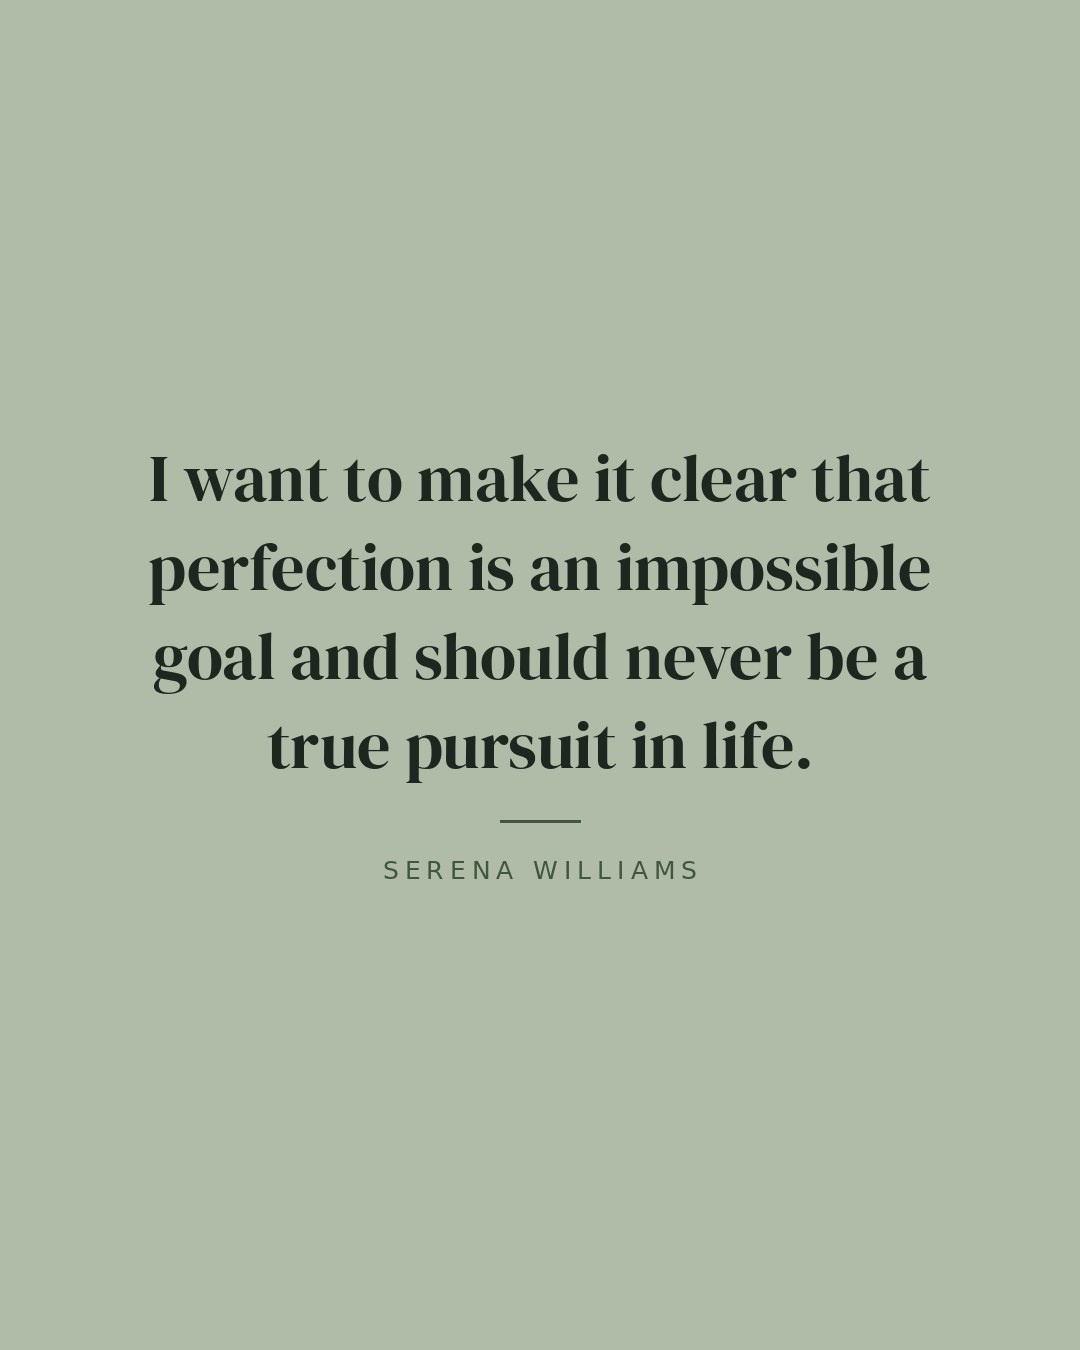 I want to make it clear that
perfection is an impossible
goal and should never be a
true pursuit in life.
SERENA WILLIAMS